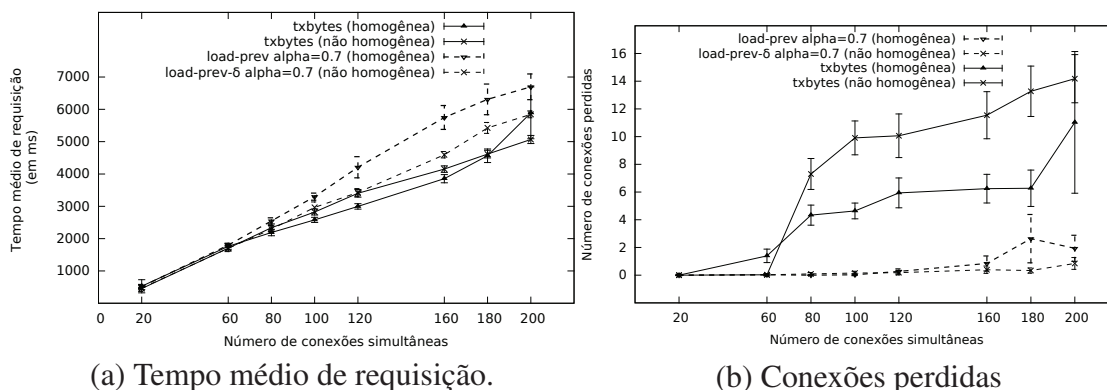 txbytes (homogênea)
txbytes (não homogênea)
load-prev alpha=0.7 (homogênea)
load-prev-δ alpha=0.7 (não homogênea)
Tempo médio de requisição
(em ms)
7000
6000
5000
4000
3000
2000
1000
0 20 60 80 100 120 160 180 200
Número de conexões simultâneas
(a) Tempo médio de requisição.
load-prev alpha=0.7 (homogênea)
load-prev-δ alpha=0.7 (não homogênea)
txbytes (homogênea)
txbytes (não homogênea)
Número de conexões perdidas
16
14
12
10
8
6
4
2
0
20 60 80 100 120 160 180 200
Número de conexões simultâneas
(b) Conexões perdidas